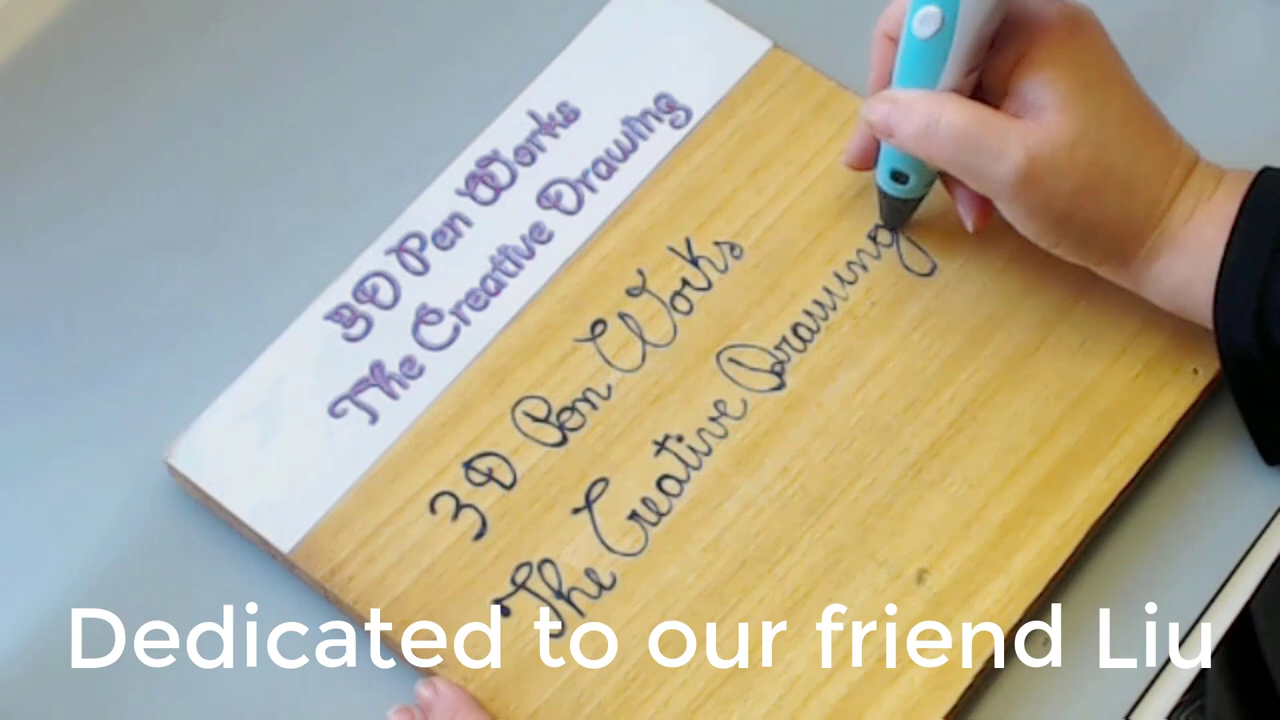 3D Pen Works
The Creative Drawing
3D Pen Works
The Creative Drawing
Dedicated to our friend Liu